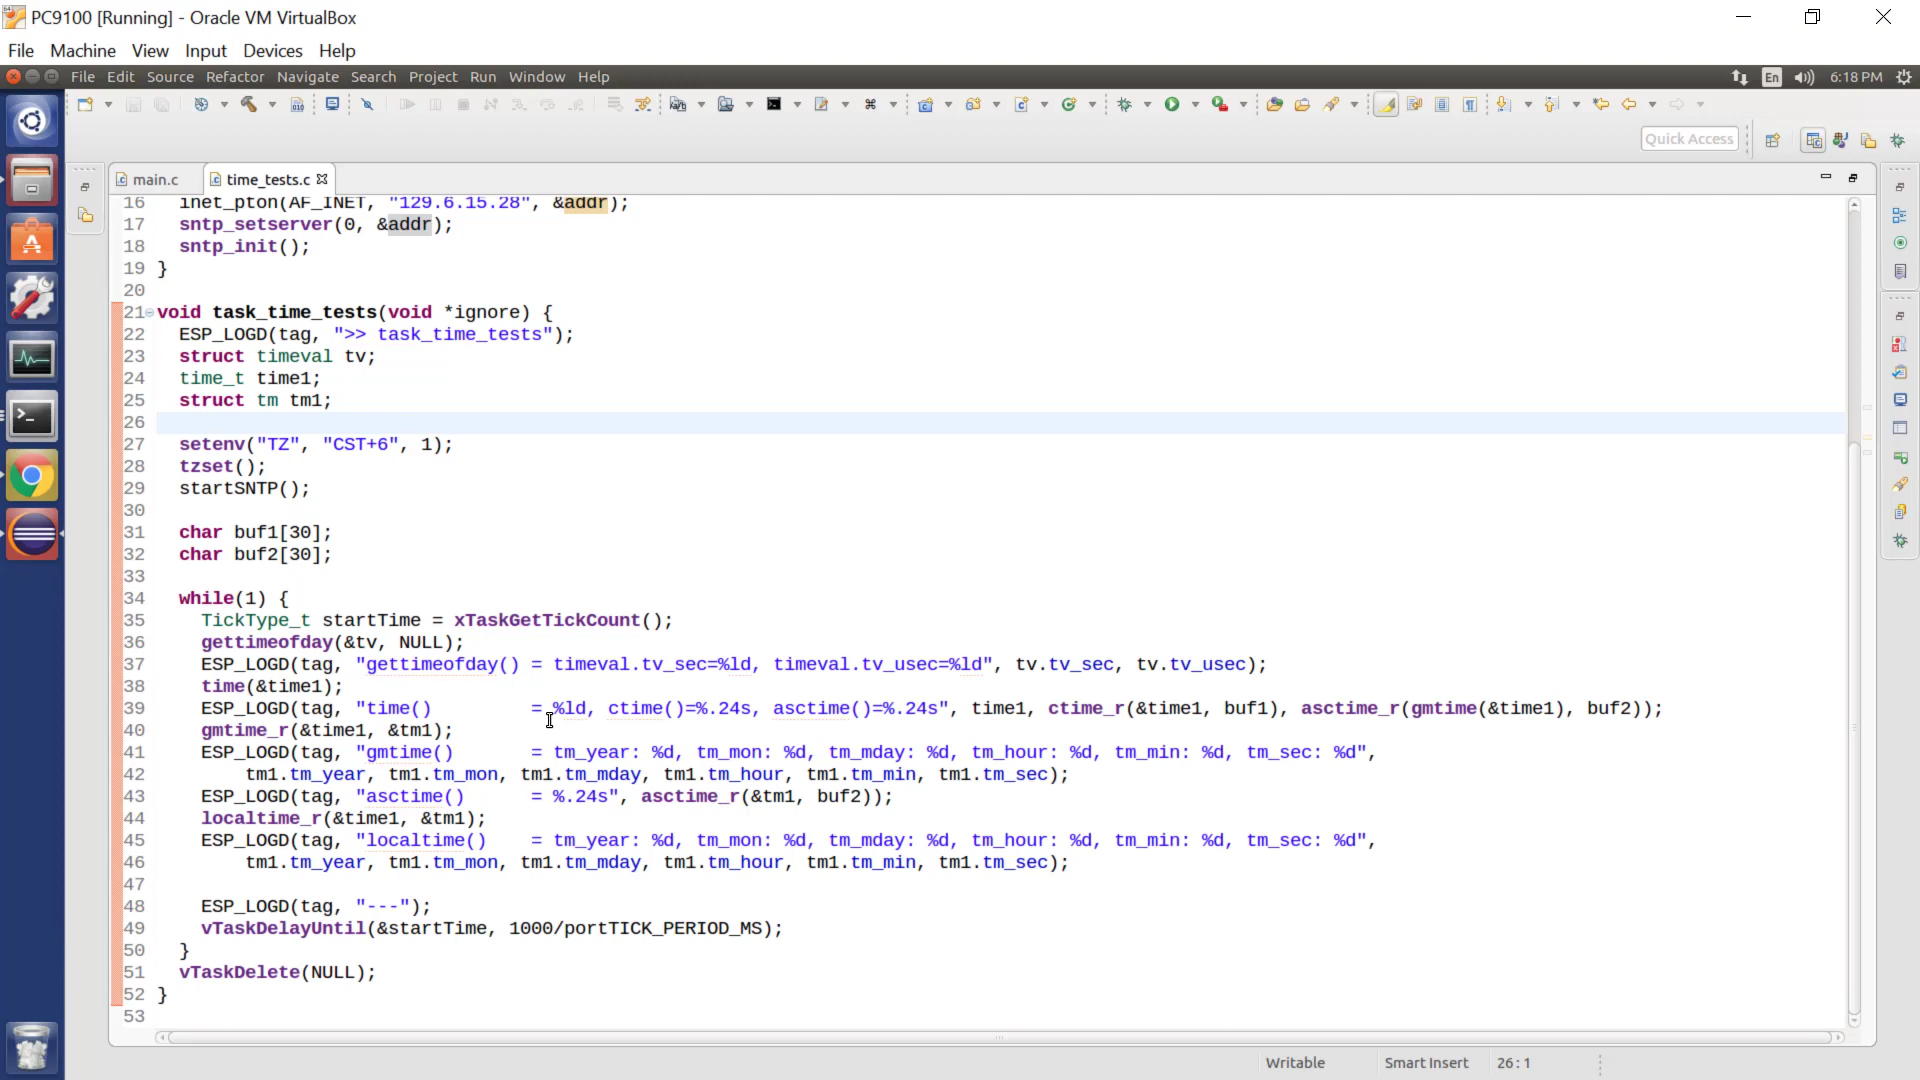 PC9100 [Running] - Oracle VM VirtualBox
File Machine View Input Devices Help
File Edit Source Refactor Navigate Search Project Run Window Help
En 6:18 PM
Quick Access
main.c time_tests.c
16   inet_pton(AF_INET, "129.6.15.28", &addr);
17   sntp_setserver(0, &addr);
18   sntp_init();
19 }
20
21 void task_time_tests(void *ignore) {
22   ESP_LOGD(tag, ">> task_time_tests");
23   struct timeval tv;
24   time_t time1;
25   struct tm tm1;
26
27   setenv("TZ", "CST+6", 1);
28   tzset();
29   startSNTP();
30
31   char buf1[30];
32   char buf2[30];
33
34   while(1) {
35     TickType_t startTime = xTaskGetTickCount();
36     gettimeofday(&tv, NULL);
37     ESP_LOGD(tag, "gettimeofday() = timeval.tv_sec=%ld, timeval.tv_usec=%ld", tv.tv_sec, tv.tv_usec);
38     time(&time1);
39     ESP_LOGD(tag, "time()         = %ld, ctime()=%.24s, asctime()=%.24s", time1, ctime_r(&time1, buf1), asctime_r(gmtime(&time1), buf2));
40     gmtime_r(&time1, &tm1);
41     ESP_LOGD(tag, "gmtime()       = tm_year: %d, tm_mon: %d, tm_mday: %d, tm_hour: %d, tm_min: %d, tm_sec: %d",
42         tm1.tm_year, tm1.tm_mon, tm1.tm_mday, tm1.tm_hour, tm1.tm_min, tm1.tm_sec);
43     ESP_LOGD(tag, "asctime()      = %.24s", asctime_r(&tm1, buf2));
44     localtime_r(&time1, &tm1);
45     ESP_LOGD(tag, "localtime()    = tm_year: %d, tm_mon: %d, tm_mday: %d, tm_hour: %d, tm_min: %d, tm_sec: %d",
46         tm1.tm_year, tm1.tm_mon, tm1.tm_mday, tm1.tm_hour, tm1.tm_min, tm1.tm_sec);
47
48     ESP_LOGD(tag, "---");
49     vTaskDelayUntil(&startTime, 1000/portTICK_PERIOD_MS);
50   }
51   vTaskDelete(NULL);
52 }
53
Writable Smart Insert 26:1